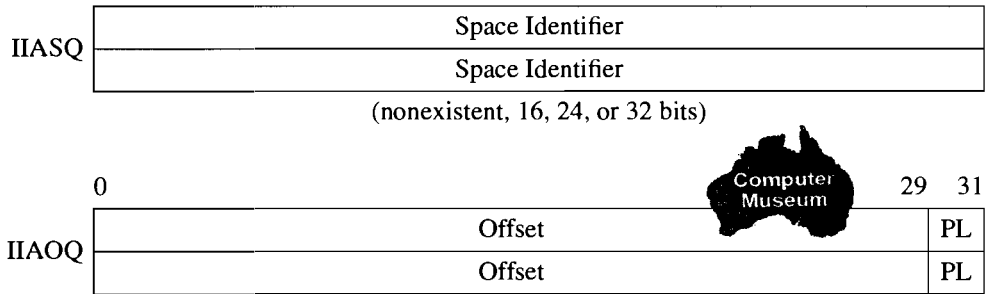 Space Identifier
IIASQ
Space Identifier
(nonexistent, 16, 24, or 32 bits)
Computer
Museum
0 29 31
Offset PL
IIAOQ
Offset PL